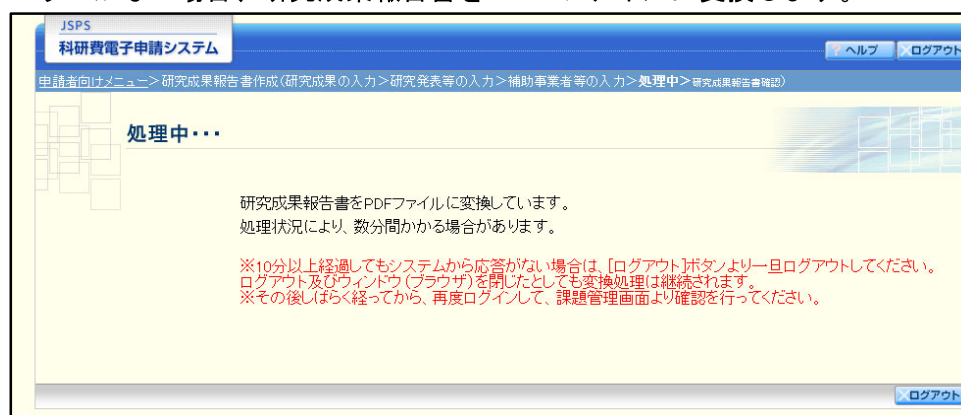 JSPS
科研費電子申請システム
ヘルプ
ログアウト
申請者向けメニュー>研究成果報告書作成(研究成果の入力>研究発表等の入力>補助事業者等の入力>処理中>研究成果報告書確認)
処理中・・・
研究成果報告書をPDFファイルに変換しています。
処理状況により、数分間かかる場合があります。
※10分以上経過してもシステムから応答がない場合は、[ログアウト]ボタンより一旦ログアウトしてください。
ログアウト及びウィンドウ(ブラウザ)を閉じたとしても変換処理は継続されます。
※その後しばらく経ってから、再度ログインして、課題管理画面より確認を行ってください。
ログアウト